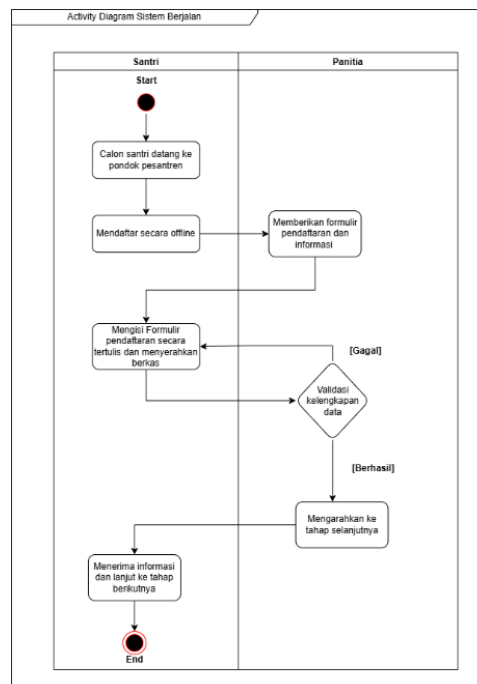 Activity Diagram Sistem Berjalan
Santri
Panitia
Start
Calon santri datang ke
pondok pesantren
Mendaftar secara offline
Memberikan formulir
pendaftaran dan
informasi
Mengisi Formulir
pendaftaran secara
tertulis dan menyerahkan
berkas
[Gagal]
Validasi
kelengkapan
data
[Berhasil]
Mengarahkan ke
tahap selanjutnya
Menerima informasi
dan lanjut ke tahap
berikutnya
End